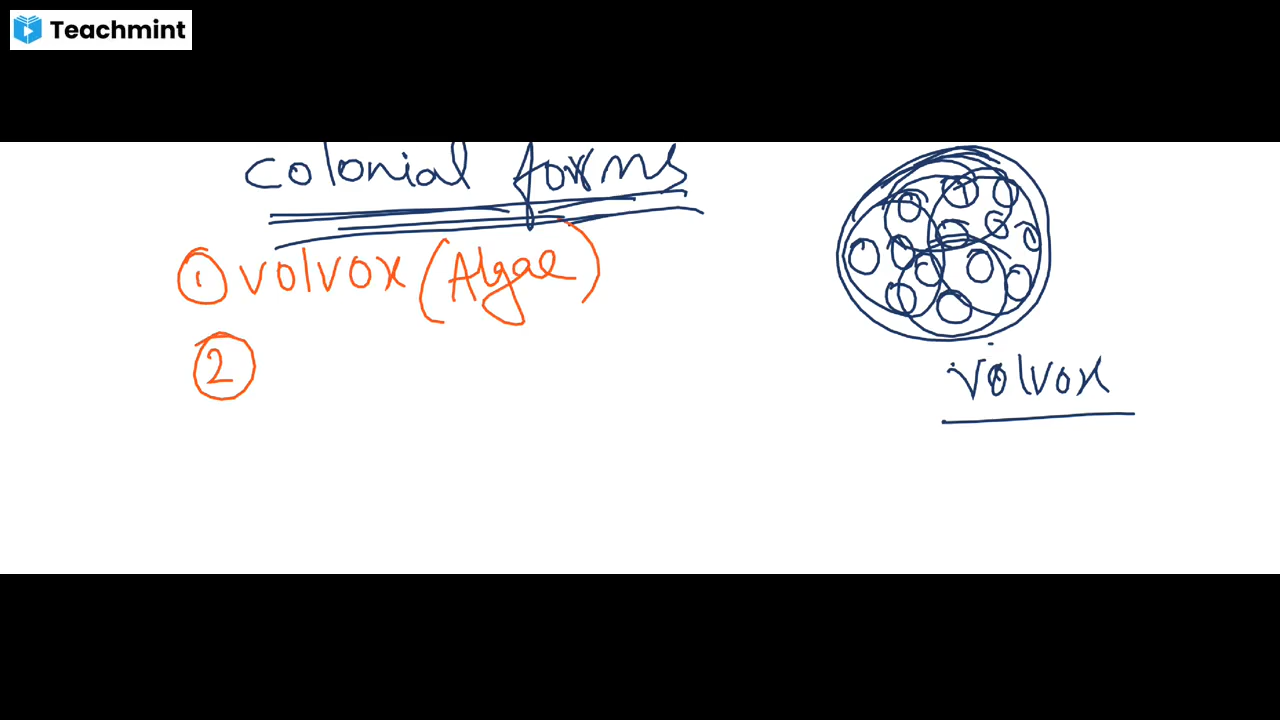 Teachmint
colonial forms
① volvox (Algae)
②
volvox